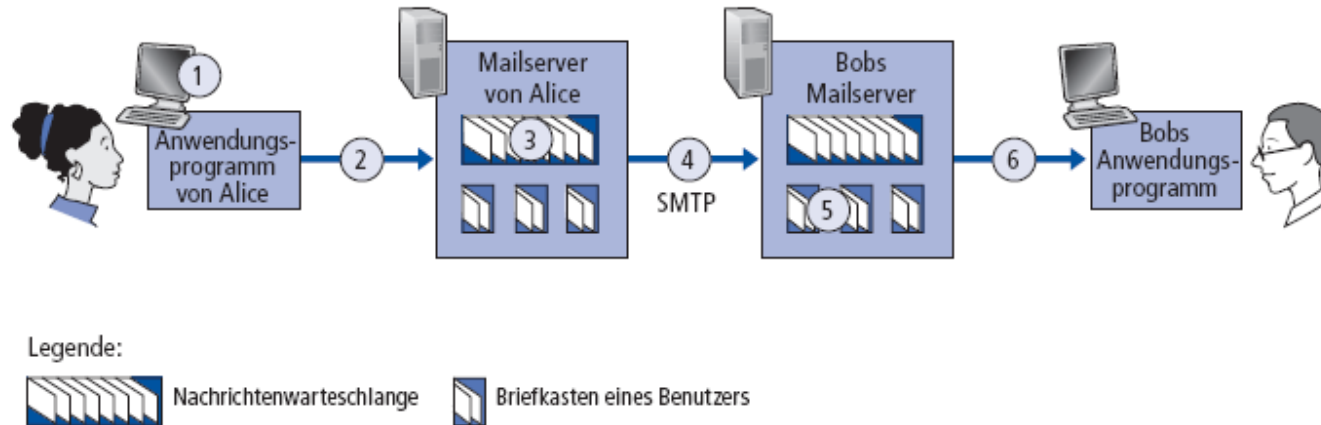 1
Anwendungs-
programm
von Alice
2
Mailserver
von Alice
3
4
SMTP
Bobs
Mailserver
5
6
Bobs
Anwendungs-
programm
Legende:
Nachrichtenwarteschlange
Briefkasten eines Benutzers